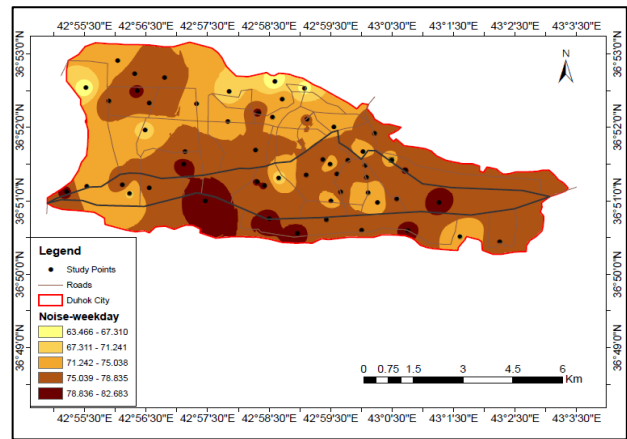 42°55'30"E 42°56'30"E 42°57'30"E 42°58'30"E 42°59'30"E 43°0'30"E 43°1'30"E 43°2'30"E 43°3'30"E
36°53'0"N 36°53'0"N
N
36°52'0"N 36°52'0"N
36°51'0"N 36°51'0"N
36°50'0"N 36°50'0"N
36°49'0"N 36°49'0"N
Legend
Study Points
Roads
Duhok City
Noise-weekday
63.466 - 67.310
67.311 - 71.241
71.242 - 75.038
75.039 - 78.835
78.836 - 82.683
0 0.75 1.5 3 4.5 6
Km
42°55'30"E 42°56'30"E 42°57'30"E 42°58'30"E 42°59'30"E 43°0'30"E 43°1'30"E 43°2'30"E 43°3'30"E